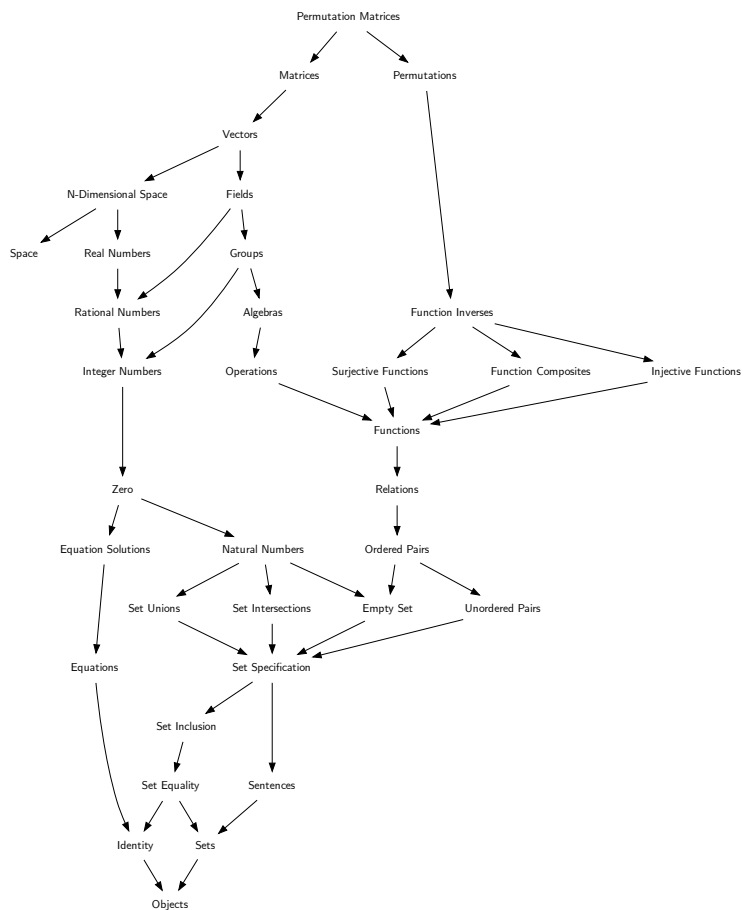 Permutation Matrices
Matrices
Permutations
Vectors
N-Dimensional Space
Fields
Space
Real Numbers
Groups
Rational Numbers
Algebras
Function Inverses
Integer Numbers
Operations
Surjective Functions
Function Composites
Injective Functions
Functions
Zero
Relations
Equation Solutions
Natural Numbers
Ordered Pairs
Set Unions
Set Intersections
Empty Set
Unordered Pairs
Equations
Set Specification
Set Inclusion
Set Equality
Sentences
Identity
Sets
Objects